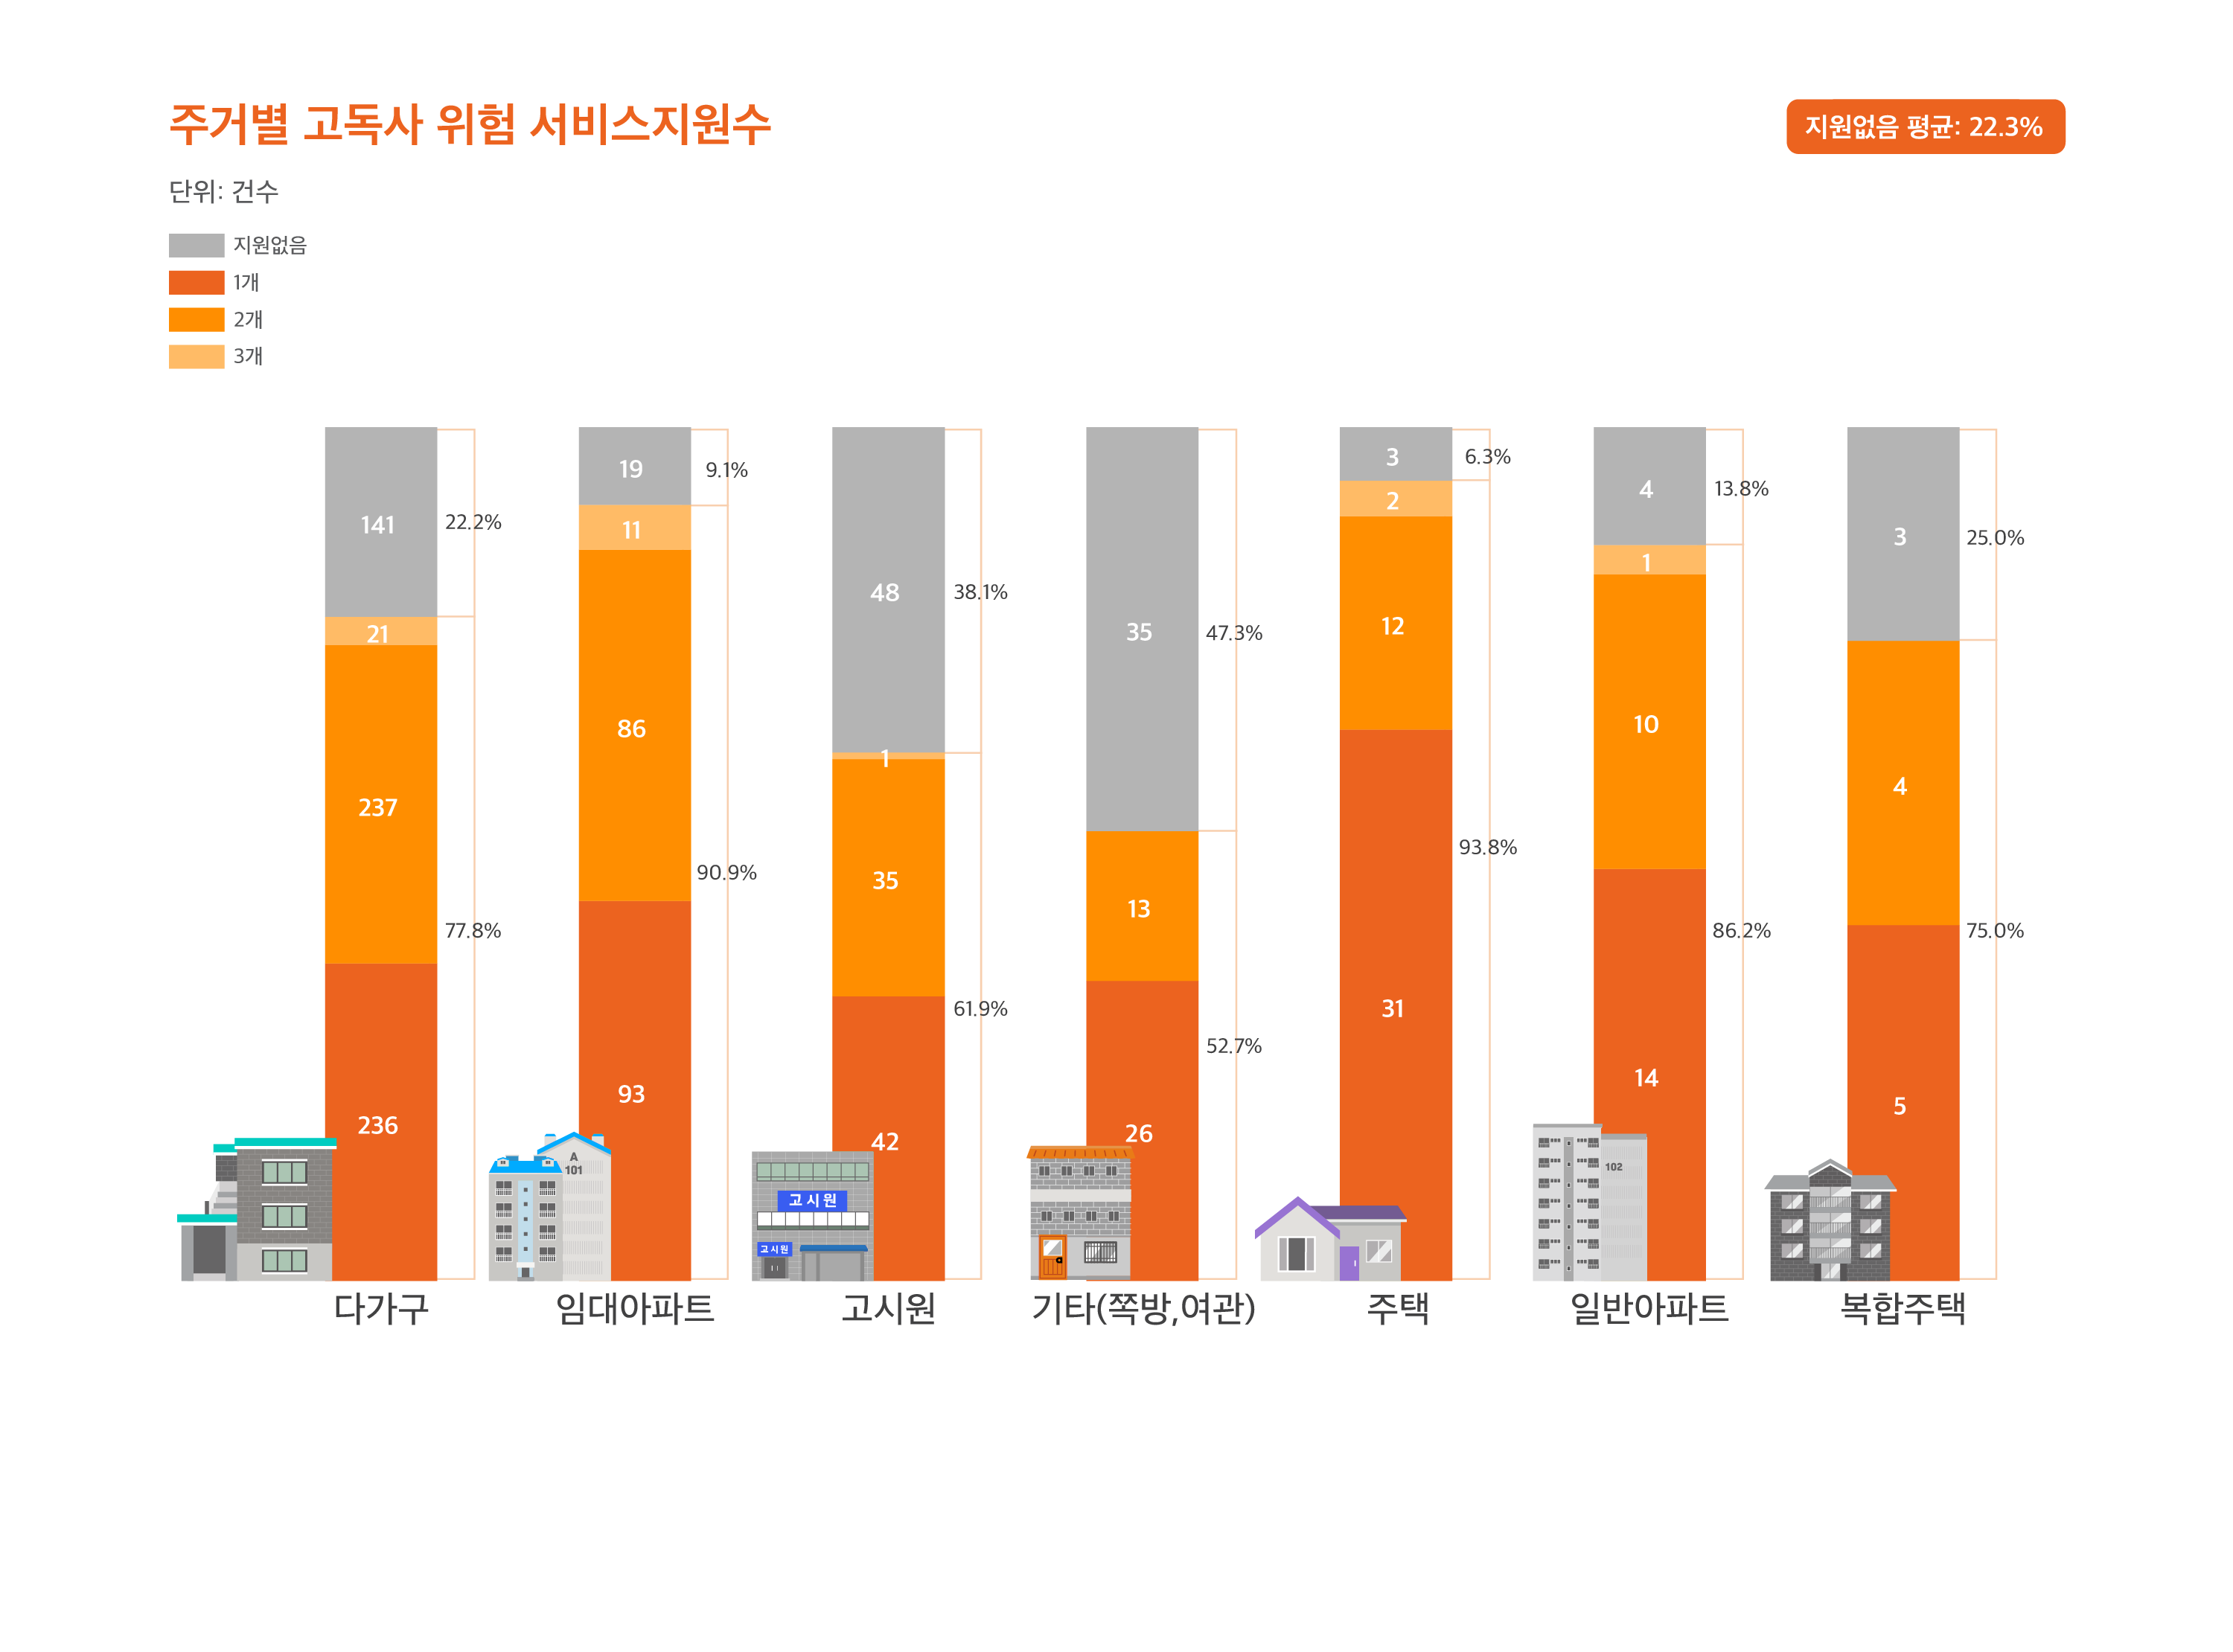 주거별 고독사 위험 서비스지원수
지원없음 평균: 22.3%
단위: 건수
지원없음
1개
2개
3개
141
22.2%
21
237
77.8%
236
19
9.1%
11
86
90.9%
93
A
101
48
38.1%
1
35
61.9%
42
고시원
고시원
35
47.3%
13
52.7%
26
3
6.3%
2
12
93.8%
31
4
13.8%
1
10
86.2%
14
102
3
25.0%
4
75.0%
5
다가구
임대아파트
고시원
기타(쪽방,여관)
주택
일반아파트
복합주택